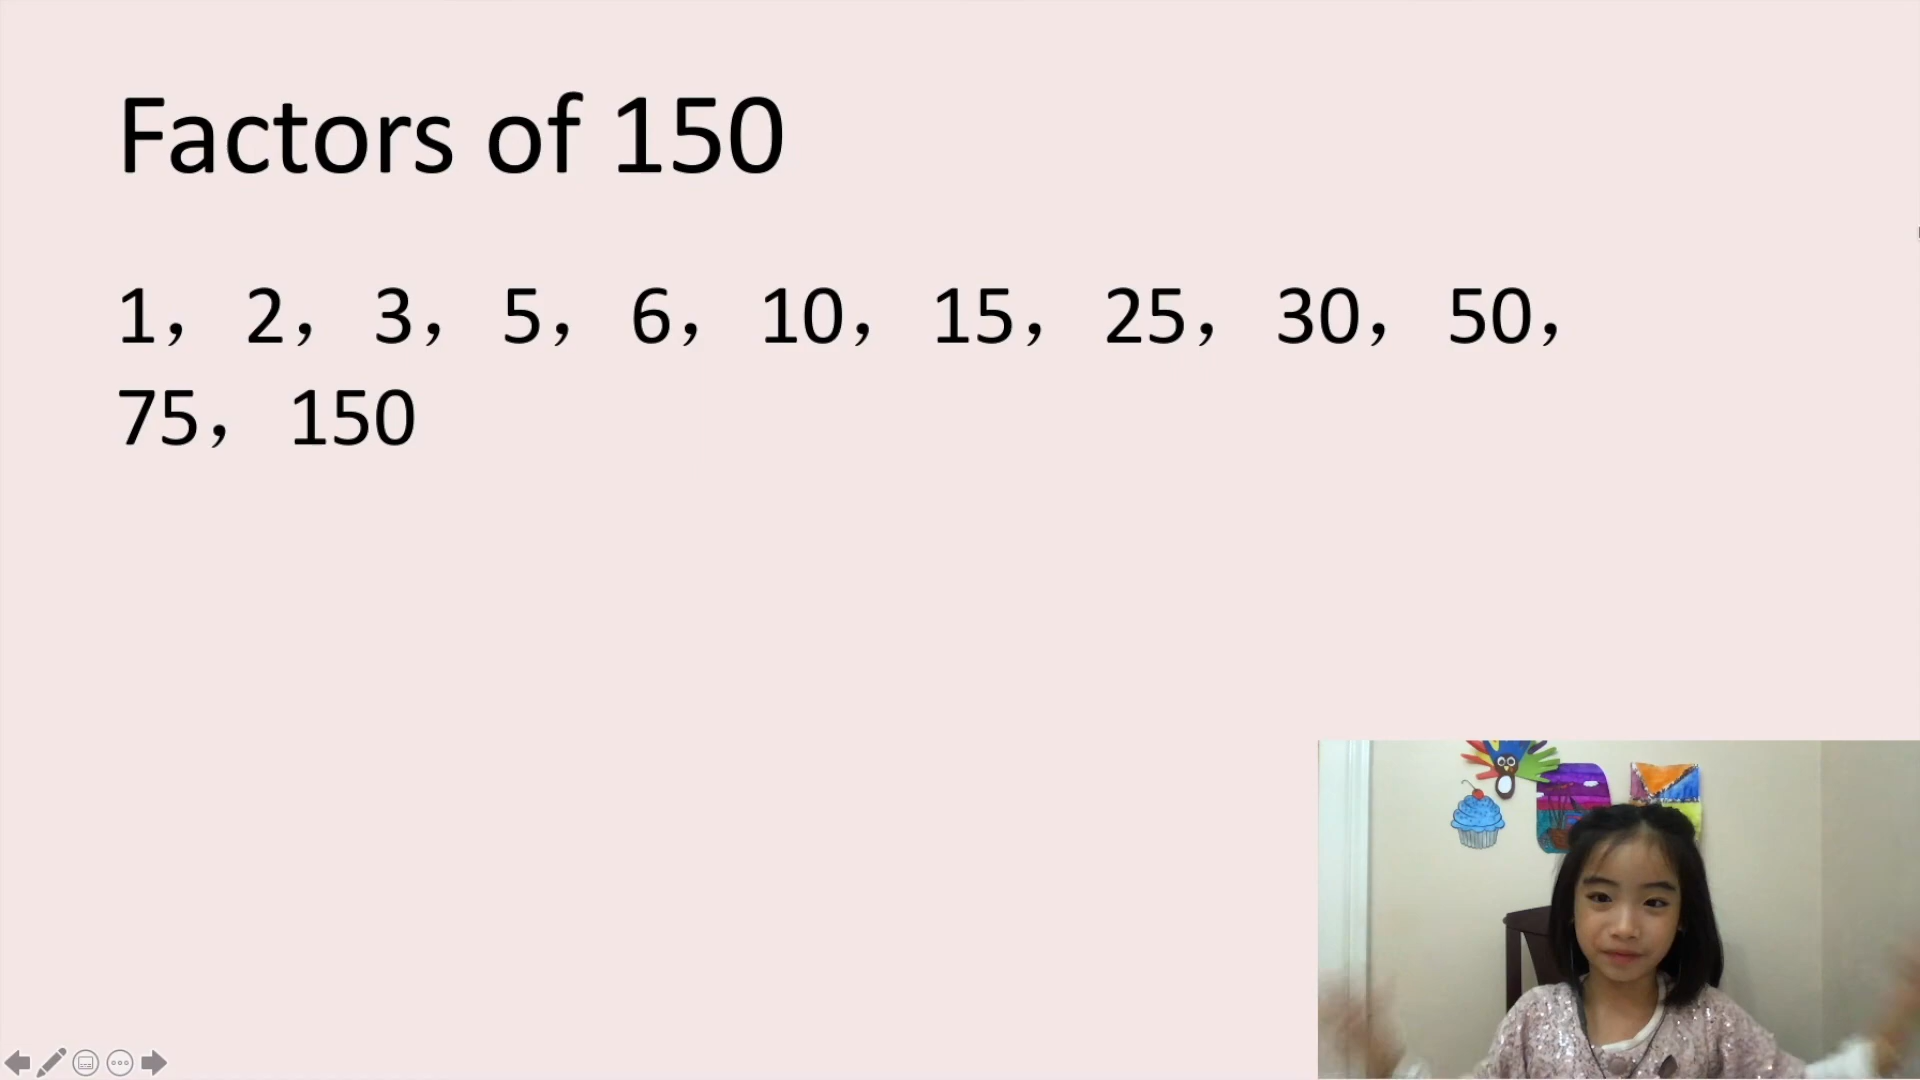 Factors of 150
1， 2， 3， 5， 6， 10， 15， 25， 30， 50，
75， 150